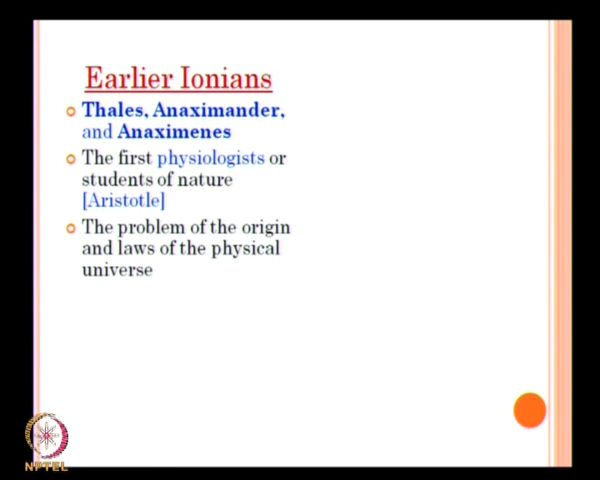 Earlier Ionians
Thales, Anaximander,
and Anaximenes
The first physiologists or
students of nature
[Aristotle]
The problem of the origin
and laws of the physical
universe
NPTEL